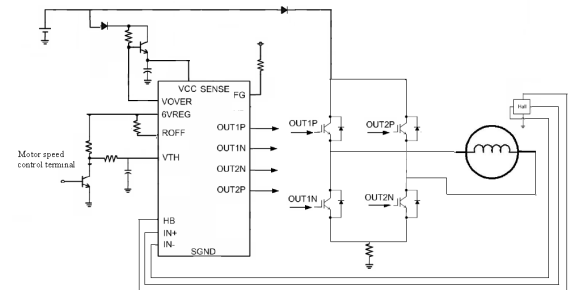 VCC SENSE
VOVER
FG
6VREG
ROFF
OUT1P
OUT1N
VTH
OUT2N
OUT2P
HB
IN+
IN-
SGND
Motor speed
control terminal
OUT1P
OUT2P
OUT1N
OUT2N
Hall